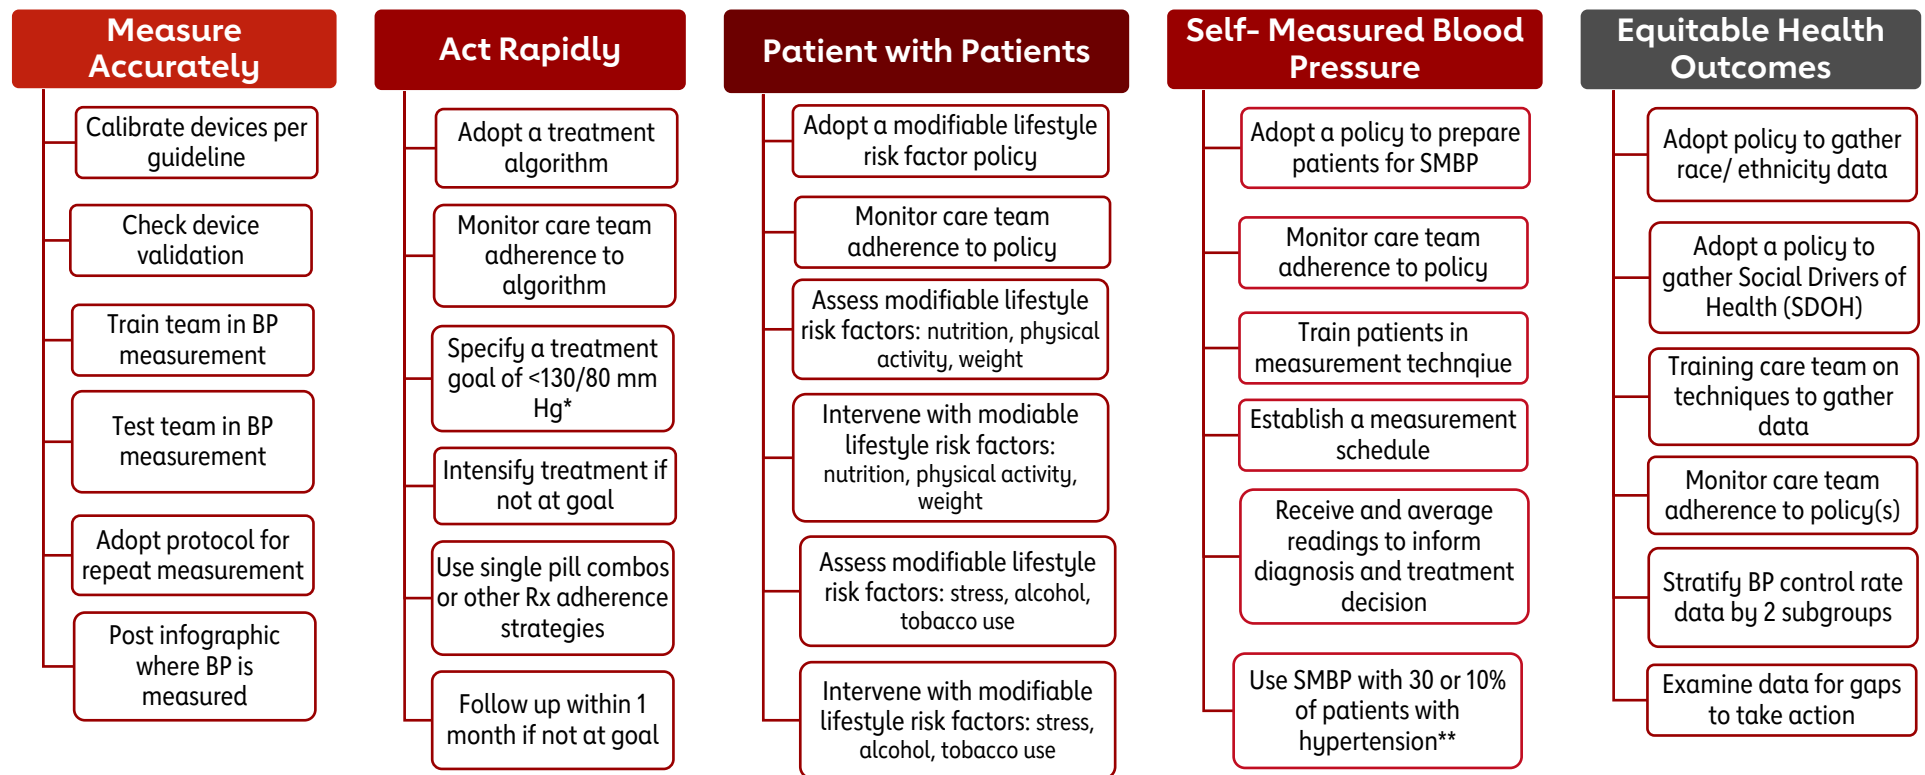 Measure
Accurately
Calibrate devices per
guideline
Check device
validation
Train team in BP
measurement
Test team in BP
measurement
Adopt protocol for
repeat measurement
Post infographic
where BP is
measured
Act Rapidly
Adopt a treatment
algorithm
Monitor care team
adherence to
algorithm
Specify a treatment
goal of <130/80 mm
Hg*
Intensify treatment if
not at goal
Use single pill combos
or other Rx adherence
strategies
Follow up within 1
month if not at goal
Patient with Patients
Adopt a modifiable lifestyle
risk factor policy
Monitor care team
adherence to policy
Assess modifiable lifestyle
risk factors: nutrition, physical
activity, weight
Intervene with modiable
lifestyle risk factors:
nutrition, physical activity,
weight
Assess modifiable lifestyle
risk factors: stress, alcohol,
tobacco use
Intervene with modifiable
lifestyle risk factors: stress,
alcohol, tobacco use
Self- Measured Blood
Pressure
Adopt a policy to prepare
patients for SMBP
Monitor care team
adherence to policy
Train patients in
measurement technqiue
Establish a measurement
schedule
Receive and average
readings to inform
diagnosis and treatment
decision
Use SMBP with 30 or 10%
of patients with
hypertension**
Equitable Health
Outcomes
Adopt policy to gather
race/ ethnicity data
Adopt a policy to
gather Social Drivers of
Health (SDOH)
Training care team on
techniques to gather
data
Monitor care team
adherence to policy(s)
Stratify BP control rate
data by 2 subgroups
Examine data for gaps
to take action